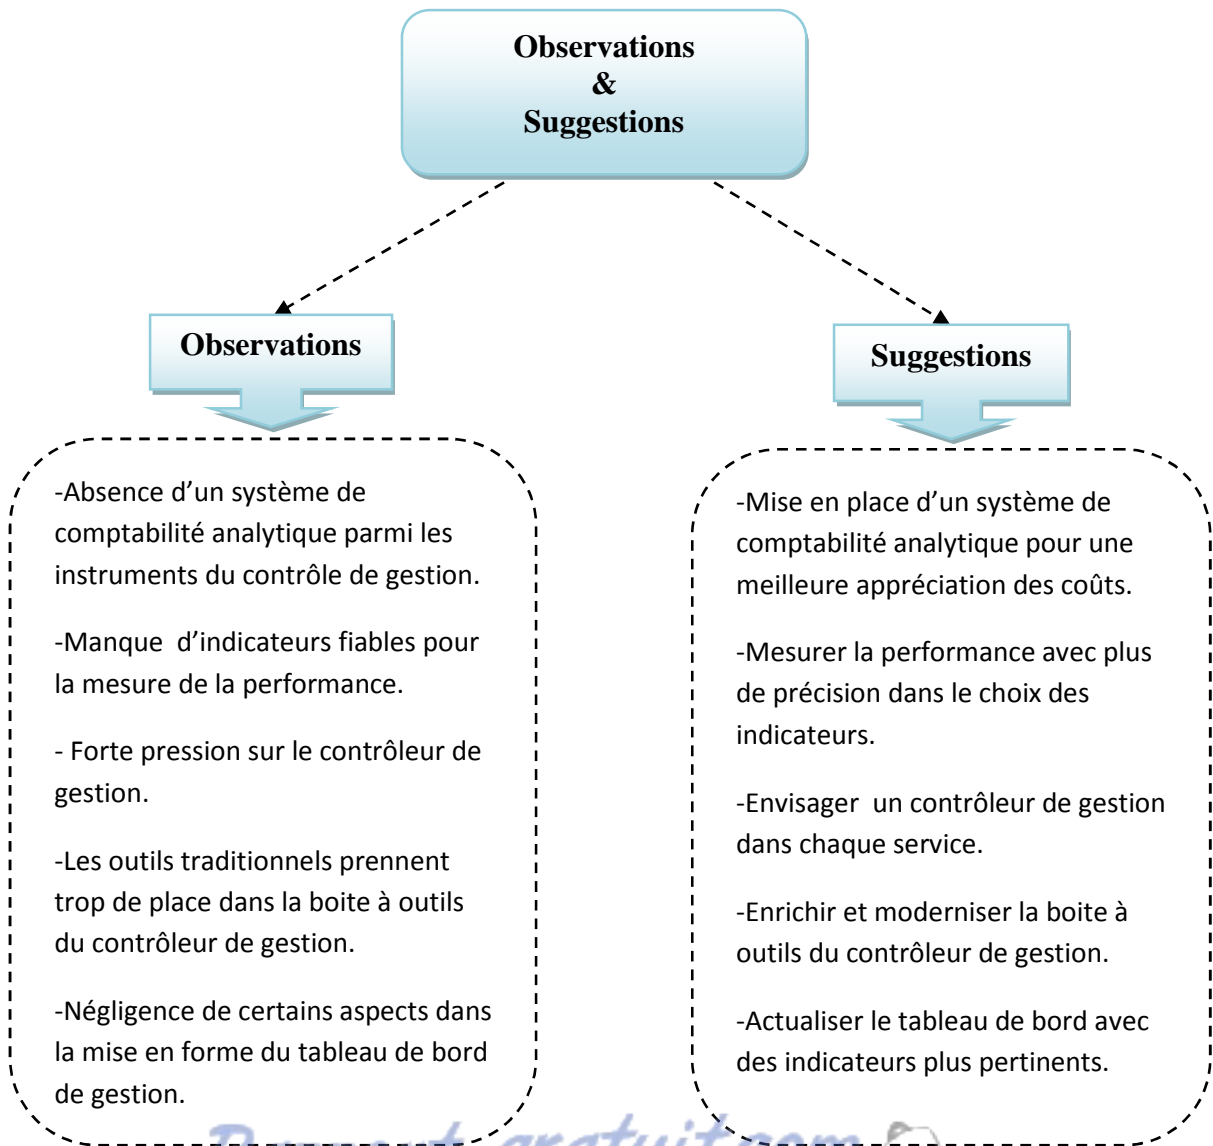 Observations
&
Suggestions
Observations
-Absence d’un système de
comptabilité analytique parmi les
instruments du contrôle de gestion.
-Manque d’indicateurs fiables pour
la mesure de la performance.
- Forte pression sur le contrôleur de
gestion.
-Les outils traditionnels prennent
trop de place dans la boite à outils
du contrôleur de gestion.
-Négligence de certains aspects dans
la mise en forme du tableau de bord
de gestion.
Suggestions
-Mise en place d’un système de
comptabilité analytique pour une
meilleure appréciation des coûts.
-Mesurer la performance avec plus
de précision dans le choix des
indicateurs.
-Envisager un contrôleur de gestion
dans chaque service.
-Enrichir et moderniser la boite à
outils du contrôleur de gestion.
-Actualiser le tableau de bord avec
des indicateurs plus pertinents.